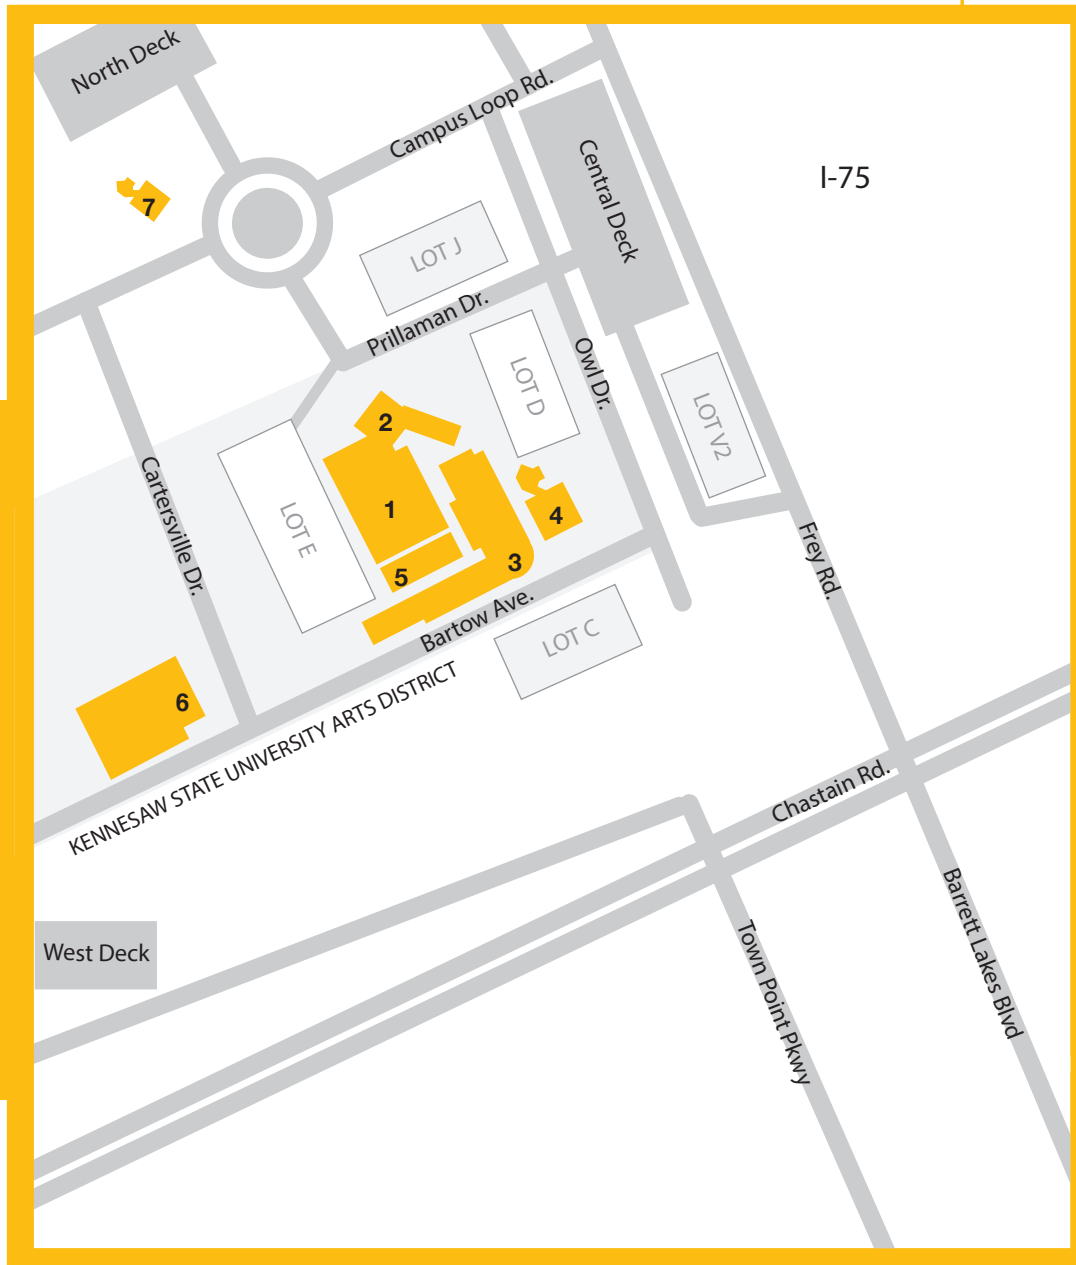 North Deck
Campus Loop Rd.
Central Deck
I-75
7
LOT J
Prillaman Dr.
Owl Dr.
LOT D
LOT V2
2
1
4
3
5
LOT E
Cartersville Dr.
Frey Rd.
Bartow Ave.
LOT C
6
KENNESAW STATE UNIVERSITY ARTS DISTRICT
Chastain Rd.
West Deck
Town Point Pkwy
Barrett Lakes Blvd